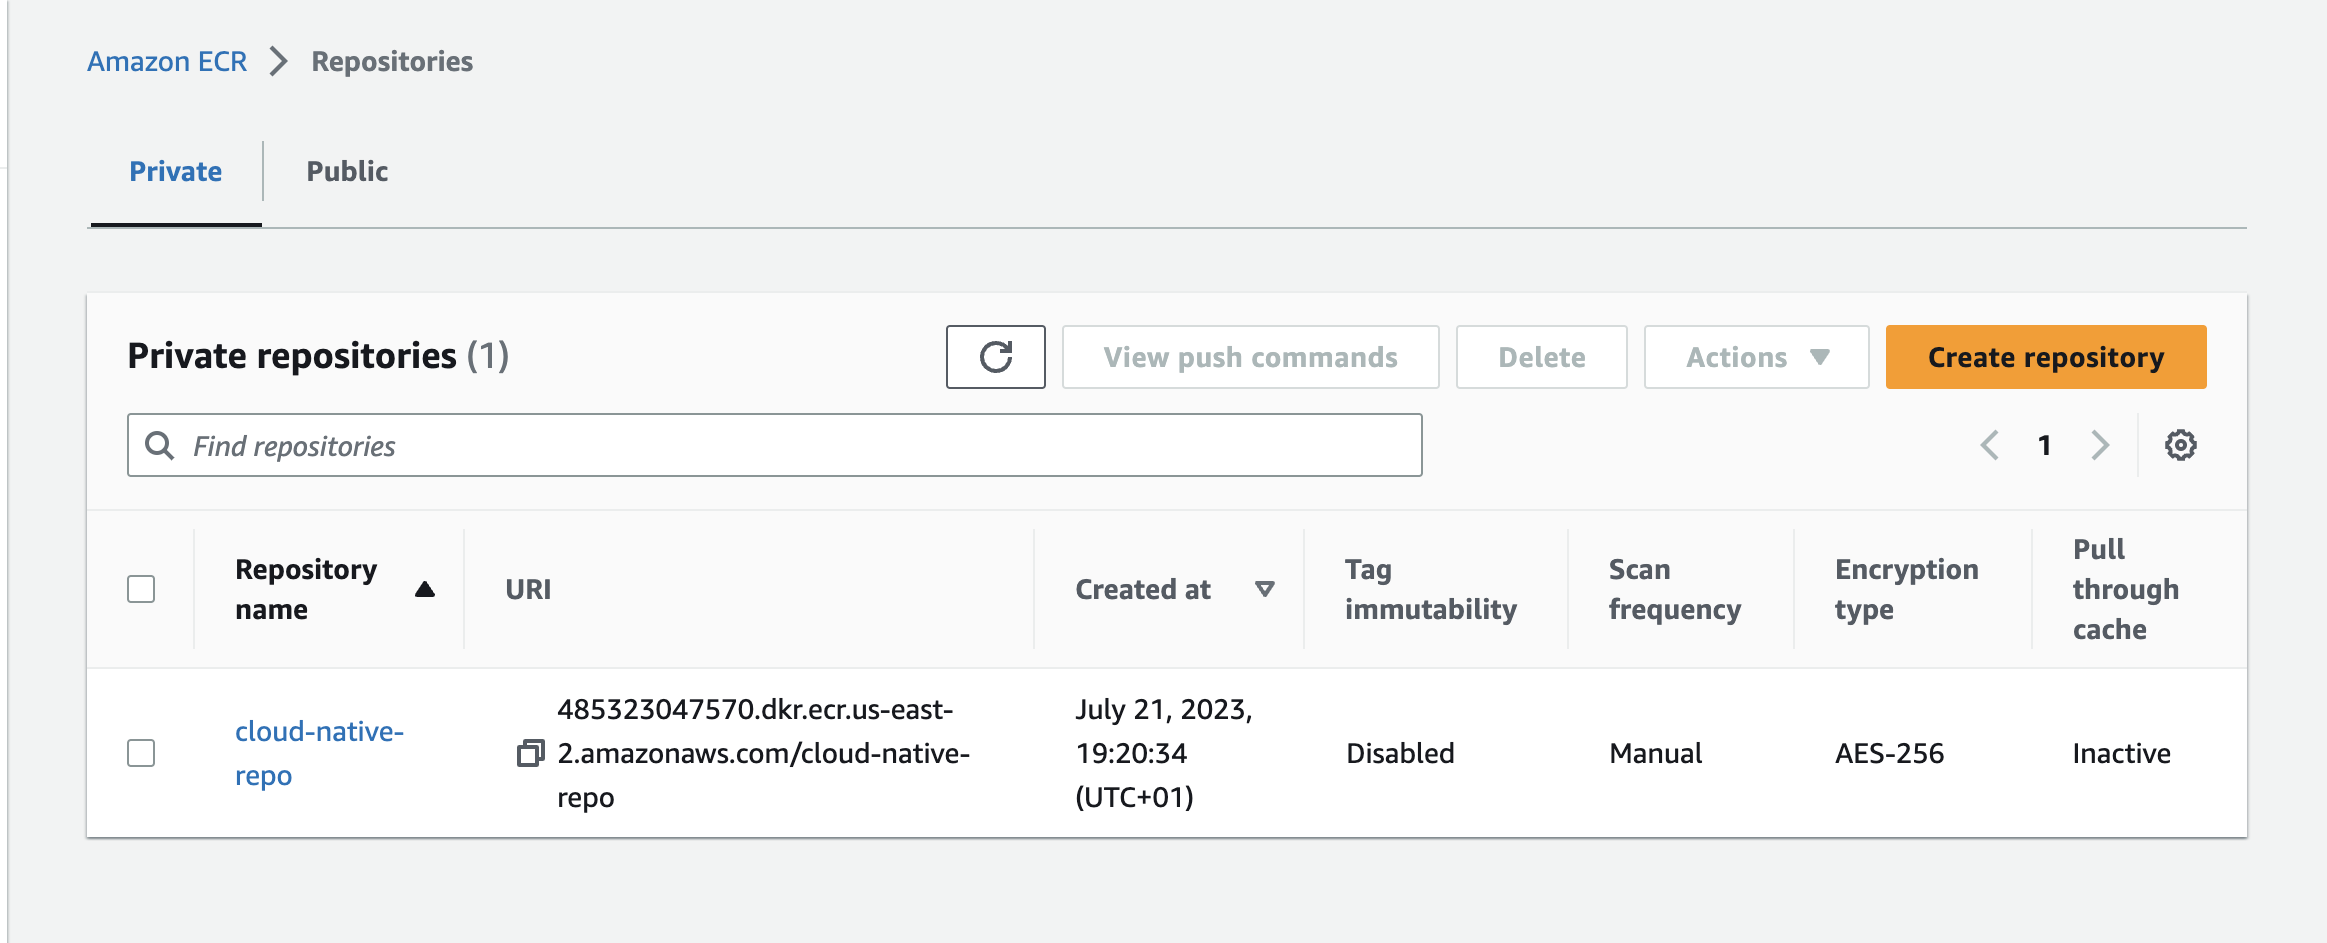 Amazon ECR > Repositories
Private
Public
Private repositories (1)
View push commands
Delete
Actions
Create repository
Find repositories
1
Repository
name
URI
Created at
Tag
immutability
Scan
frequency
Encryption
type
Pull
through
cache
cloud-native-
repo
485323047570.dkr.ecr.us-east-
2.amazonaws.com/cloud-native-
repo
July 21, 2023,
19:20:34
(UTC+01)
Disabled
Manual
AES-256
Inactive